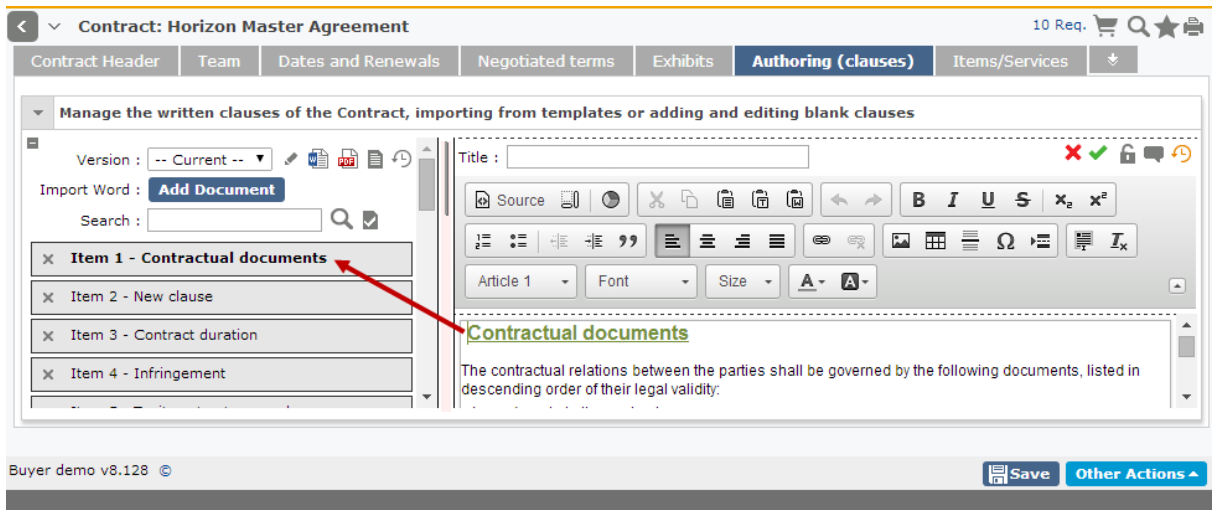 Contract: Horizon Master Agreement
10 Req.
Contract Header Team Dates and Renewals Negotiated terms Exhibits Authoring (clauses) Items/Services
Manage the written clauses of the Contract, importing from templates or adding and editing blank clauses
Version : -- Current --
Import Word : Add Document
Search :
Item 1 - Contractual documents
Item 2 - New clause
Item 3 - Contract duration
Item 4 - Infringement
Title :
Source B I U S x₂ x²
Ω Iₓ
Article 1 Font Size A A
Contractual documents
The contractual relations between the parties shall be governed by the following documents, listed in
descending order of their legal validity:
Buyer demo v8.128 ©
Save Other Actions